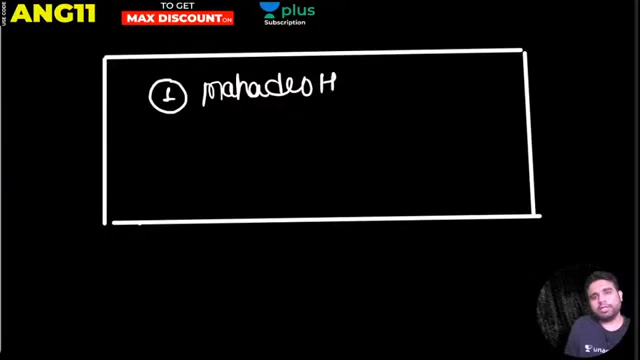 USE CODE
ANG11
TO GET
MAX DISCOUNT ON
plus
Subscription
① Mahadeo H